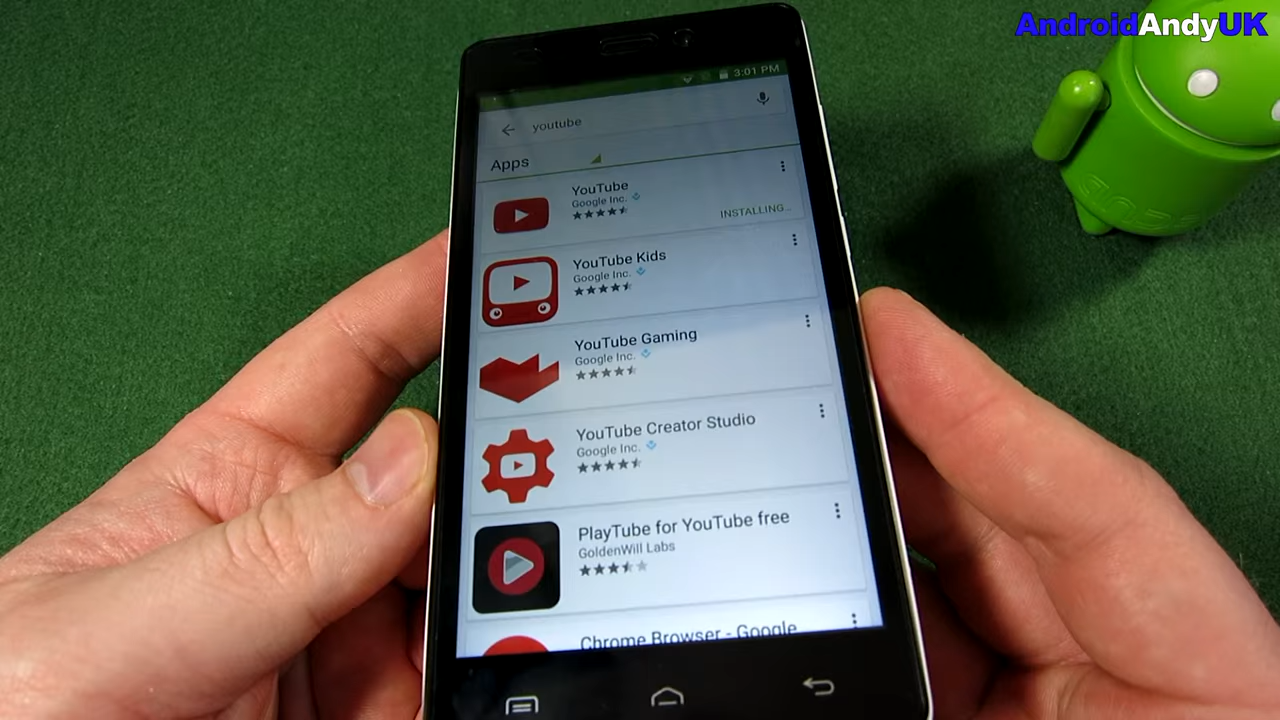 AndroidAndyUK
3:01 PM
youtube
Apps
YouTube
Google Inc.
INSTALLING...
YouTube Kids
Google Inc.
YouTube Gaming
Google Inc.
YouTube Creator Studio
Google Inc.
PlayTube for YouTube free
GoldenWill Labs
Chrome Browser - Google